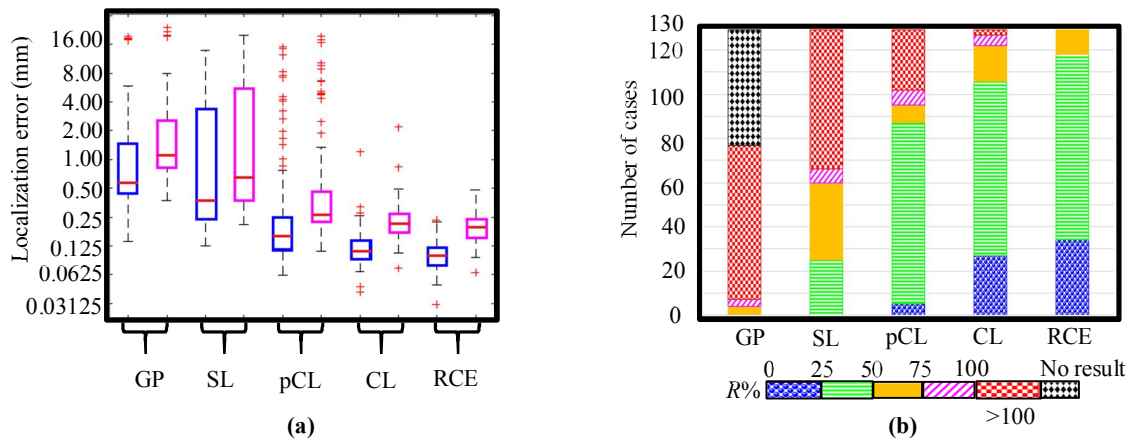 Localization error (mm)
16.00
8.00
4.00
2.00
1.00
0.50
0.25
0.125
0.0625
0.03125
GP SL pCL CL RCE
(a)
Number of cases
130
120
100
80
60
40
20
0
GP SL pCL CL RCE
0 25 50 75 100 No result
R%
>100
(b)